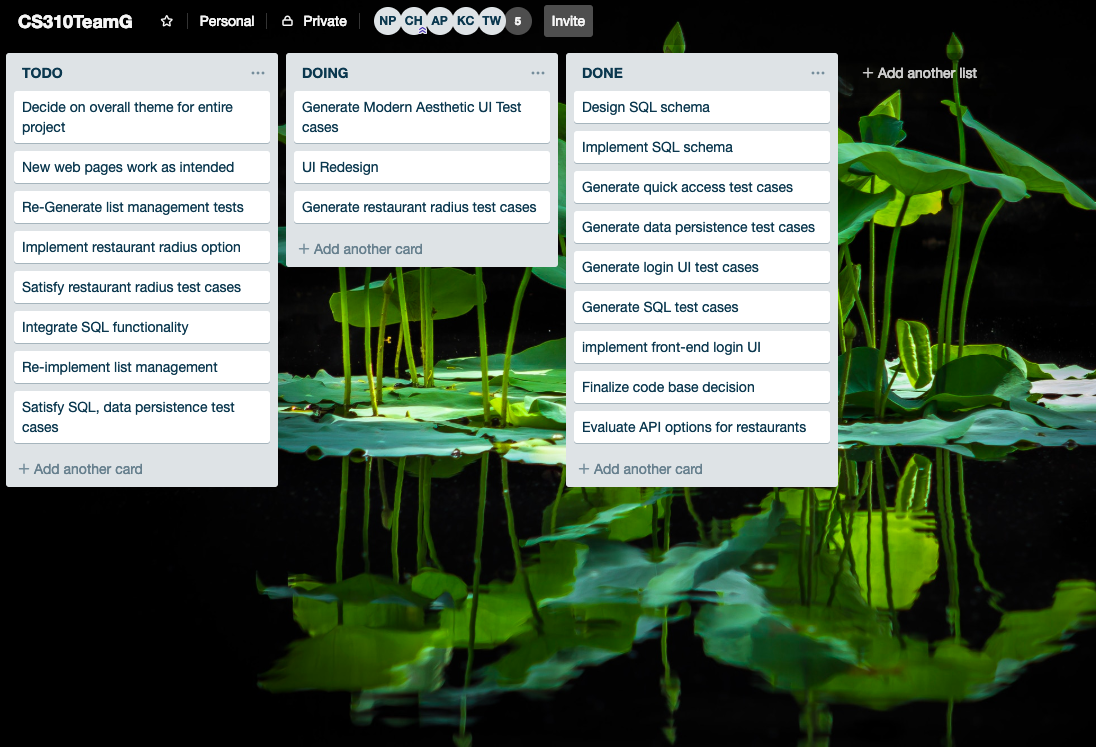 CS310TeamG
Personal
Private
NP CH AP KC TW 5
Invite
TODO
Decide on overall theme for entire
project
New web pages work as intended
Re-Generate list management tests
Implement restaurant radius option
Satisfy restaurant radius test cases
Integrate SQL functionality
Re-implement list management
Satisfy SQL, data persistence test
cases
+ Add another card
DOING
Generate Modern Aesthetic UI Test
cases
UI Redesign
Generate restaurant radius test cases
+ Add another card
DONE
Design SQL schema
Implement SQL schema
Generate quick access test cases
Generate data persistence test cases
Generate login UI test cases
Generate SQL test cases
implement front-end login UI
Finalize code base decision
Evaluate API options for restaurants
+ Add another card
+ Add another list